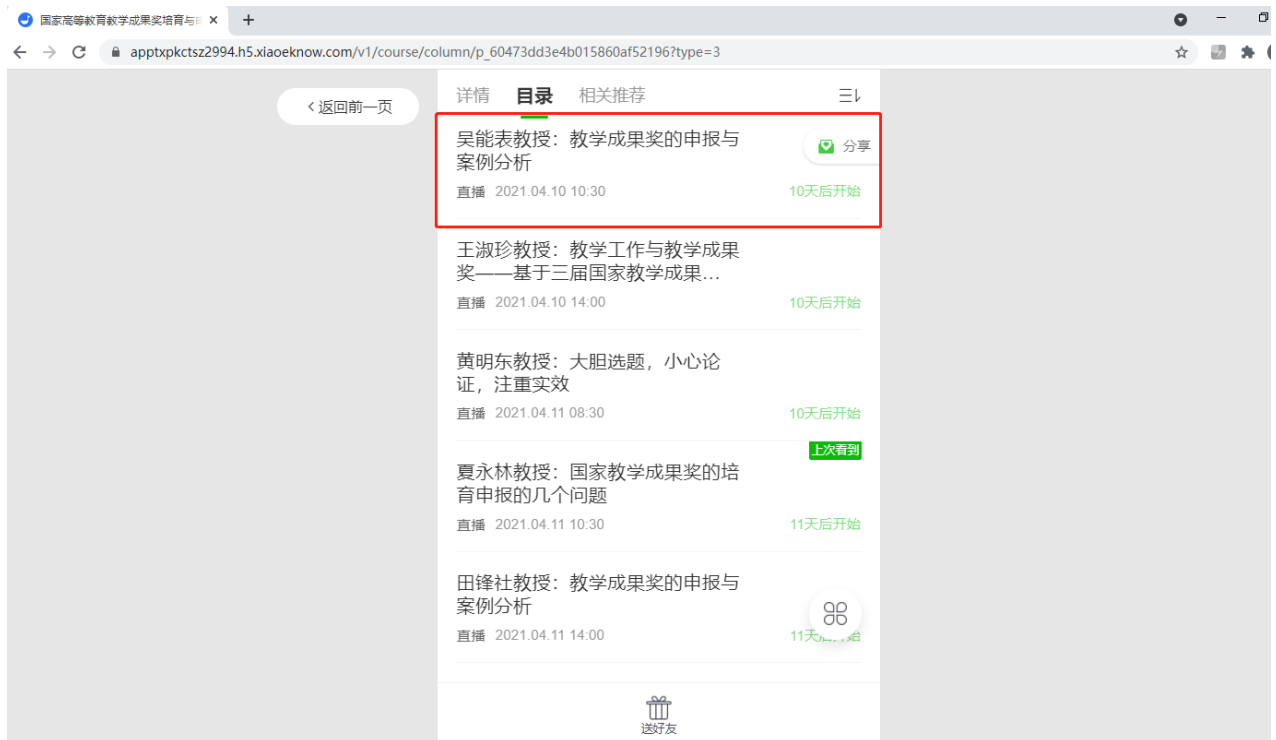 国家高等教育教学成果奖培育与
apptxpkctsz2994.h5.xiaoeknow.com/v1/course/column/p_60473dd3e4b015860af52196?type=3
返回前一页
详情 目录 相关推荐
吴能表教授：教学成果奖的申报与
案例分析
分享
直播 2021.04.10 10:30 10天后开始
王淑珍教授：教学工作与教学成果
奖——基于三届国家教学成果...
直播 2021.04.10 14:00 10天后开始
黄明东教授：大胆选题，小心论
证，注重实效
直播 2021.04.11 08:30 10天后开始
上次看到
夏永林教授：国家教学成果奖的培
育申报的几个问题
直播 2021.04.11 10:30 11天后开始
田锋社教授：教学成果奖的申报与
案例分析
直播 2021.04.11 14:00 11天
送好友